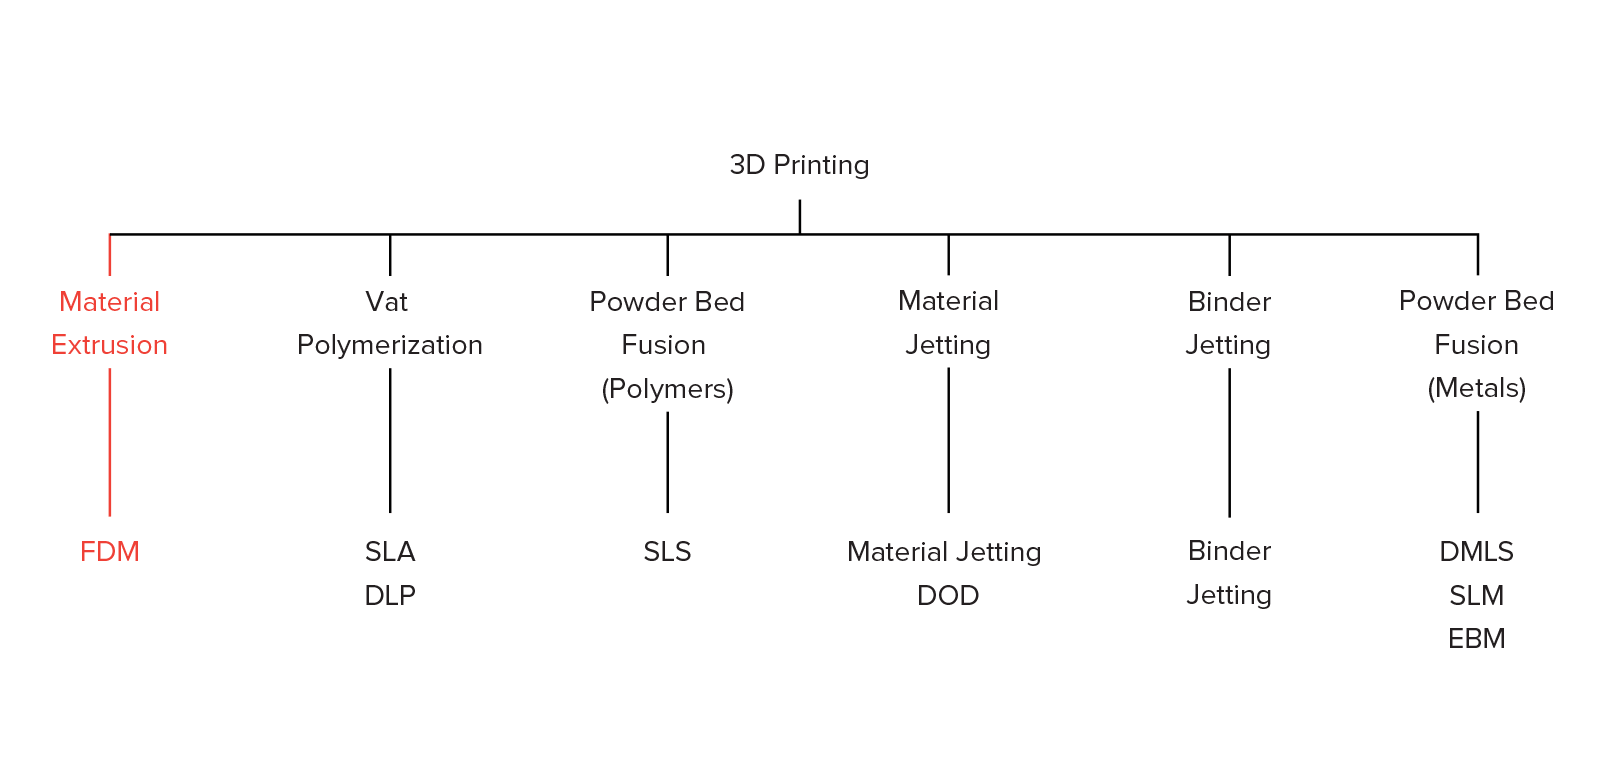 3D Printing
Material
Extrusion
FDM
Vat
Polymerization
SLA
DLP
Powder Bed
Fusion
(Polymers)
SLS
Material
Jetting
Material Jetting
DOD
Binder
Jetting
Binder
Jetting
Powder Bed
Fusion
(Metals)
DMLS
SLM
EBM